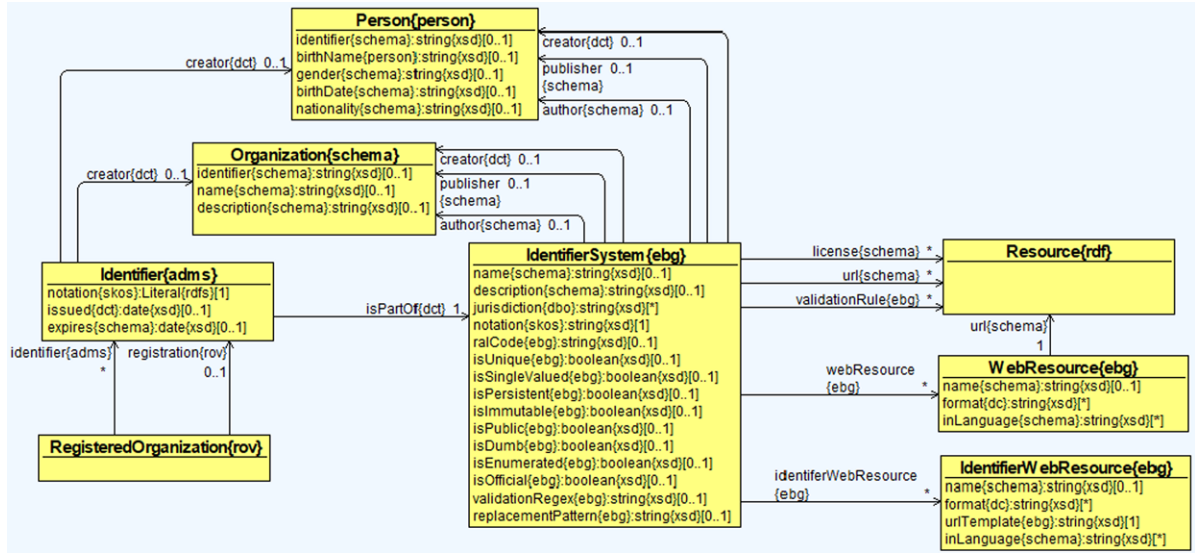 Person{person}
identifier{schema}:string{xsd}[0..1]
birthName{person}:string{xsd}[0..1]
gender{schema}:string{xsd}[0..1]
birthDate{schema}:string{xsd}[0..1]
nationality{schema}:string{xsd}[0..1]
creator{dct} 0..1
creator{dct} 0..1
publisher 0..1
{schema}
author{schema} 0..1
Organization{schema}
identifier{schema}:string{xsd}[0..1]
name{schema}:string{xsd}[0..1]
description{schema}:string{xsd}[0..1]
creator{dct} 0..1
creator{dct} 0..1
publisher 0..1
{schema}
author{schema} 0..1
Identifier{adms}
notation{skos}:Literal{rdfs}[1]
issued{dct}:date{xsd}[0..1]
expires{schema}:date{xsd}[0..1]
isPartOf{dct} 1
identifier{adms}
*
registration{rov}
0..1
RegisteredOrganization{rov}
IdentifierSystem{ebg}
name{schema}:string{xsd}[0..1]
description{schema}:string{xsd}[0..1]
jurisdiction{dbo}:string{xsd}[*]
notation{skos}:string{xsd}[1]
ralCode{ebg}:string{xsd}[0..1]
isUnique{ebg}:boolean{xsd}[0..1]
isSingleValued{ebg}:boolean{xsd}[0..1]
isPersistent{ebg}:boolean{xsd}[0..1]
isImmutable{ebg}:boolean{xsd}[0..1]
isPublic{ebg}:boolean{xsd}[0..1]
isDumb{ebg}:boolean{xsd}[0..1]
isEnumerated{ebg}:boolean{xsd}[0..1]
isOfficial{ebg}:boolean{xsd}[0..1]
validationRegex{ebg}:string{xsd}[0..1]
replacementPattern{ebg}:string{xsd}[0..1]
license{schema} *
url{schema} *
validationRule{ebg} *
Resource{rdf}
url{schema}
1
webResource
{ebg} *
WebResource{ebg}
name{schema}:string{xsd}[0..1]
format{dc}:string{xsd}[*]
inLanguage{schema}:string{xsd}[*]
identiferWebResource
{ebg} *
IdentifierWebResource{ebg}
name{schema}:string{xsd}[0..1]
format{dc}:string{xsd}[*]
urlTemplate{ebg}:string{xsd}[1]
inLanguage{schema}:string{xsd}[*]